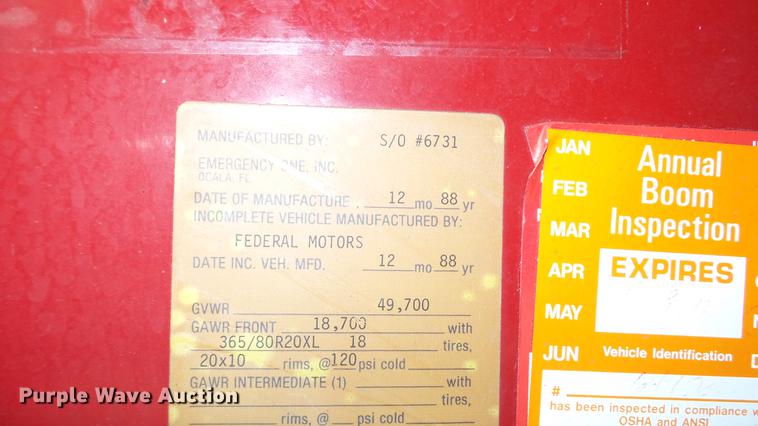 MANUFACTURED BY: S/O #6731
EMERGENCY ONE, INC.
OCALA, FL
DATE OF MANUFACTURE . 12 mo 88 yr
INCOMPLETE VEHICLE MANUFACTURED BY:
FEDERAL MOTORS
DATE INC. VEH. MFD. 12 mo 88 yr
GVWR 49,700
GAWR FRONT 18,700 with
365/80R20XL 18 tires,
20x10 rims, @120 psi cold
GAWR INTERMEDIATE (1) with
tires,
rims, @ psi cold
JAN
FEB
MAR
APR
MAY
JUN
Annual
Boom
Inspection
EXPIRES
Vehicle Identification
#
has been inspected in compliance w
OSHA and ANSI
Purple Wave Auction